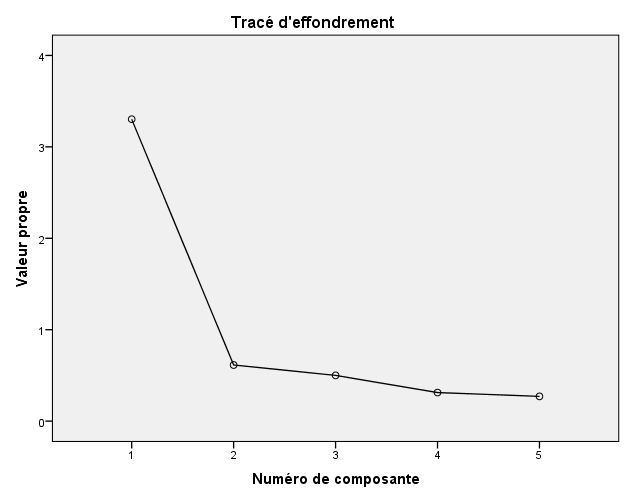 Tracé d'effondrement
4
3
2
1
0
Valeur propre
1 2 3 4 5
Numéro de composante